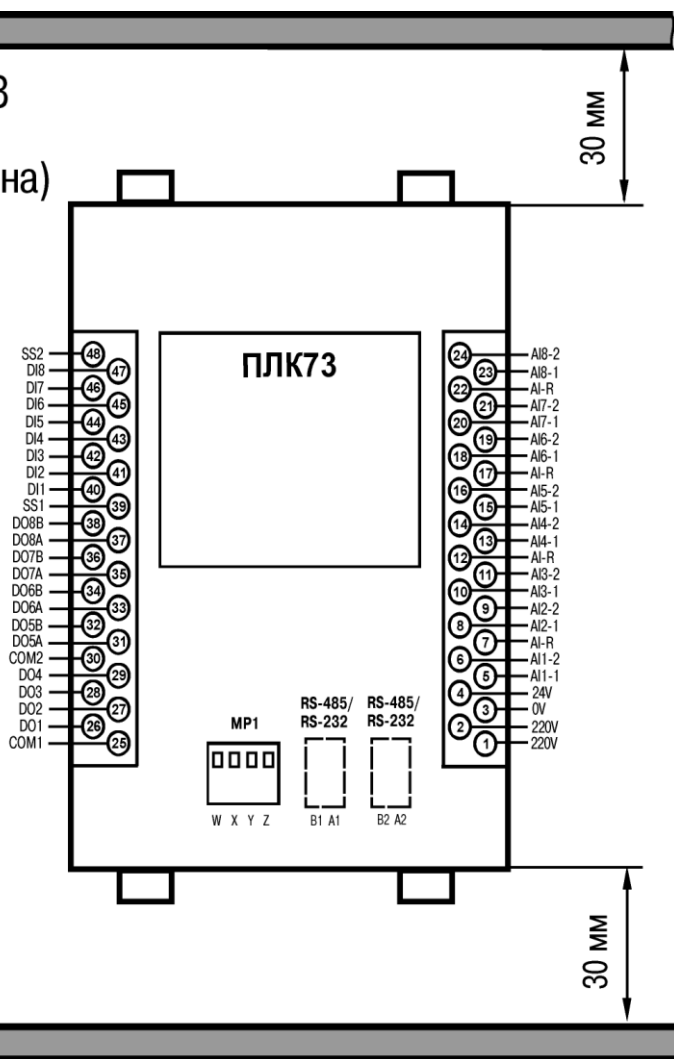 З
на)
30 мм
ПЛК73
SS2 48
DI8 47
DI7 46
DI6 45
DI5 44
DI4 43
DI3 42
DI2 41
DI1 40
SS1 39
DO8B 38
DO8A 37
DO7B 36
DO7A 35
DO6B 34
DO6A 33
DO5B 32
DO5A 31
COM2 30
DO4 29
DO3 28
DO2 27
DO1 26
COM1 25
24 AI8-2
23 AI8-1
22 AI-R
21 AI7-2
20 AI7-1
19 AI6-2
18 AI6-1
17 AI-R
16 AI5-2
15 AI5-1
14 AI4-2
13 AI4-1
12 AI-R
11 AI3-2
10 AI3-1
9 AI2-2
8 AI2-1
7 AI-R
6 AI1-2
5 AI1-1
4 24V
3 0V
2 220V
1 220V
MP1
W X Y Z
RS-485/
RS-232
B1 A1
RS-485/
RS-232
B2 A2
30 мм